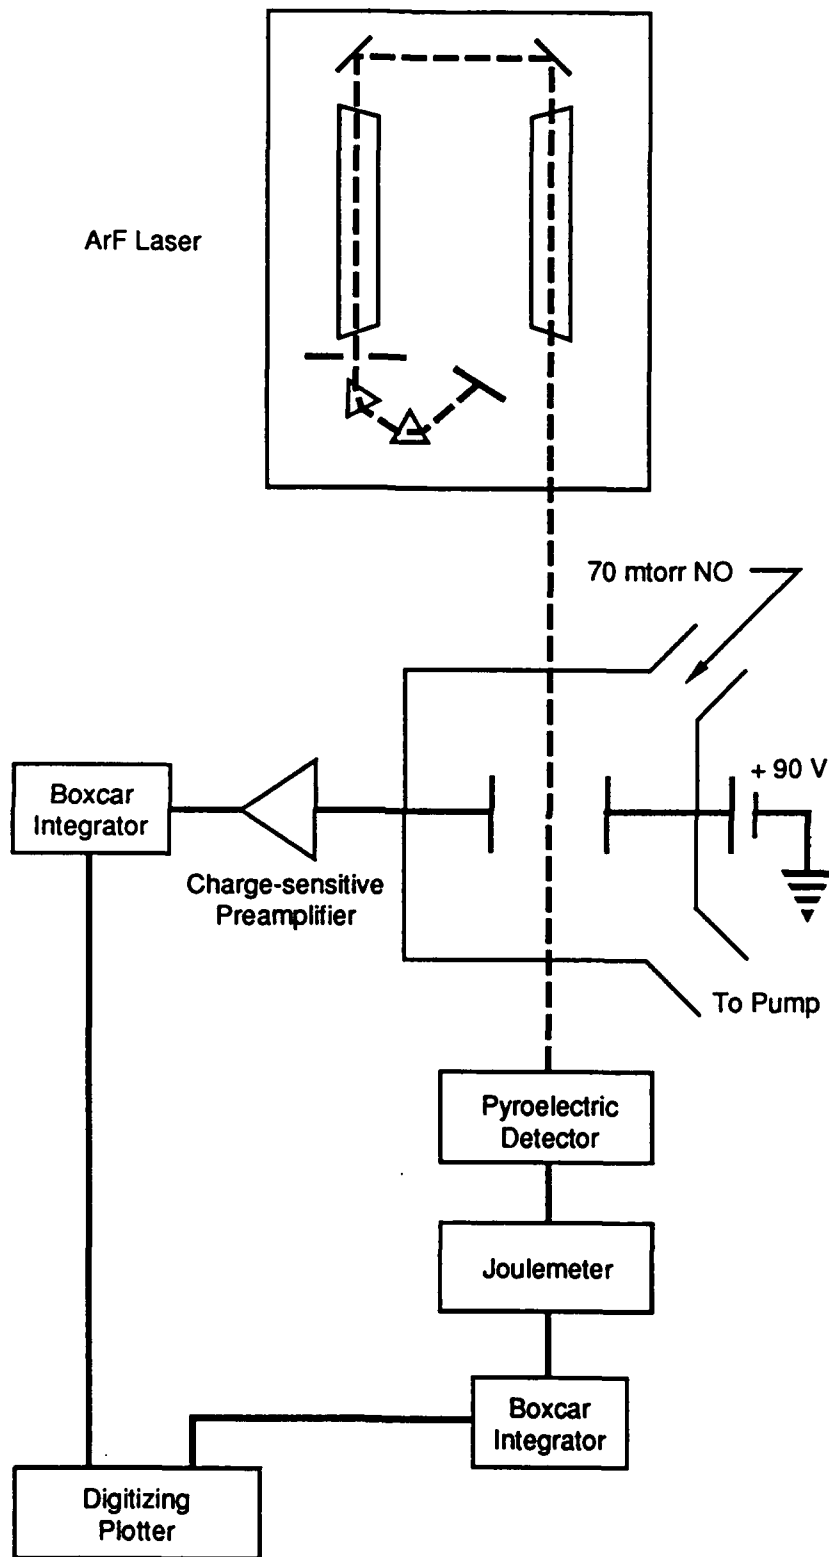 ArF Laser
70 mtorr NO
+ 90 V
Boxcar
Integrator
Charge-sensitive
Preamplifier
To Pump
Pyroelectric
Detector
Joulemeter
Boxcar
Integrator
Digitizing
Plotter